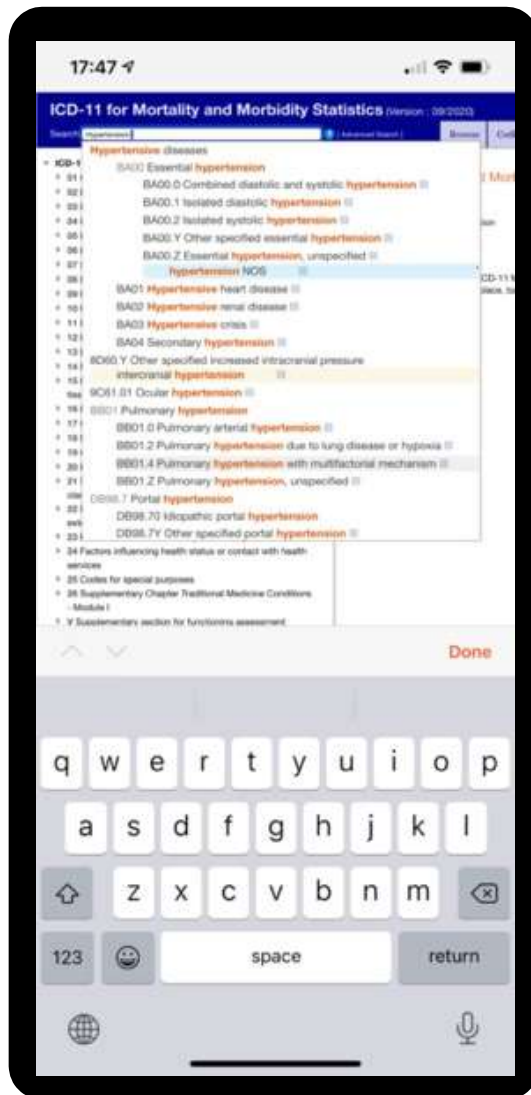 17:47
ICD-11 for Mortality and Morbidity Statistics (Version : 09/2020)
Search hypertension [ Advanced Search ] Browse
Hypertensive diseases
BA00 Essential hypertension
BA00.0 Combined diastolic and systolic hypertension
BA00.1 Isolated diastolic hypertension
BA00.2 Isolated systolic hypertension
BA00.Y Other specified essential hypertension
BA00.Z Essential hypertension, unspecified
hypertension NOS
BA01 Hypertensive heart disease
BA02 Hypertensive renal disease
BA03 Hypertensive crisis
BA04 Secondary hypertension
8D60.Y Other specified increased intracranial pressure
intercranial hypertension
9C61.01 Ocular hypertension
BB01 Pulmonary hypertension
BB01.0 Pulmonary arterial hypertension
BB01.2 Pulmonary hypertension due to lung disease or hypoxia
BB01.4 Pulmonary hypertension with multifactorial mechanism
BB01.Z Pulmonary hypertension, unspecified
DB98.7 Portal hypertension
DB98.70 Idiopathic portal hypertension
DB98.7Y Other specified portal hypertension
24 Factors influencing health status or contact with health
services
25 Codes for special purposes
26 Supplementary Chapter Traditional Medicine Conditions
- Module I
V Supplementary section for functioning assessment
Done
q w e r t y u i o p
a s d f g h j k l
z x c v b n m
123 space return